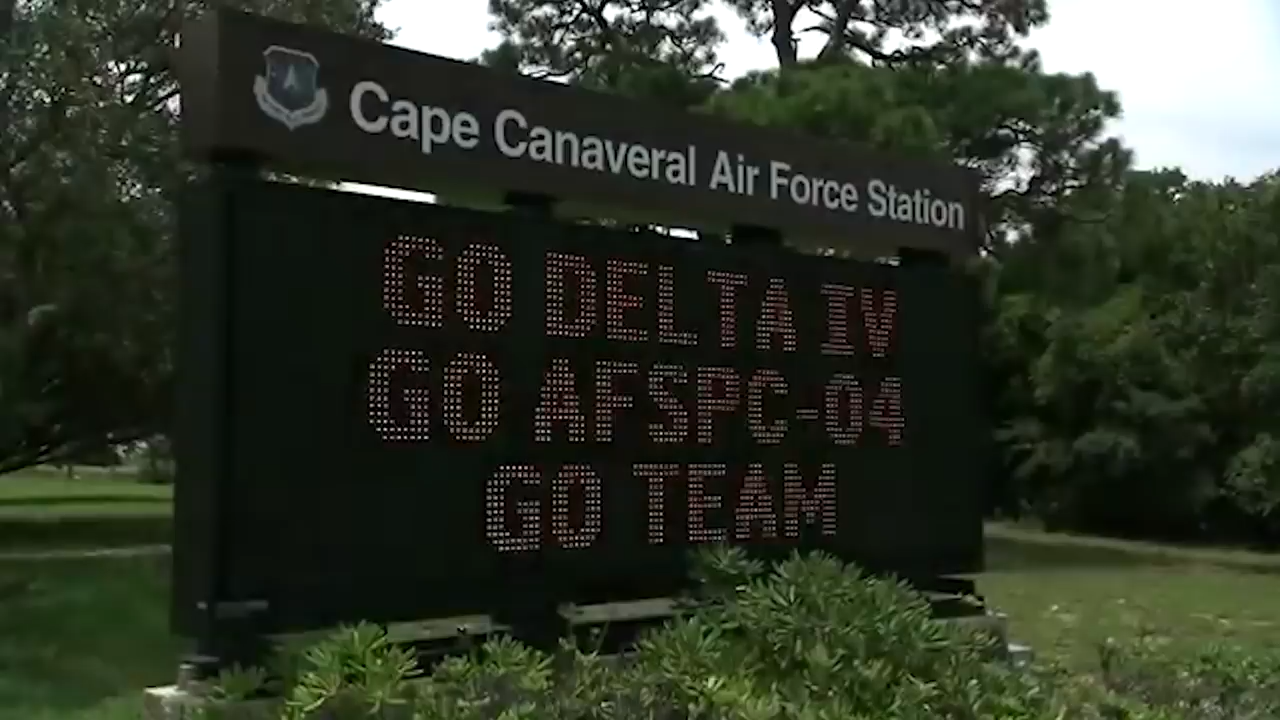 Cape Canaveral Air Force Station
GO DELTA IV
GO AFSPC-04
GO TEAM